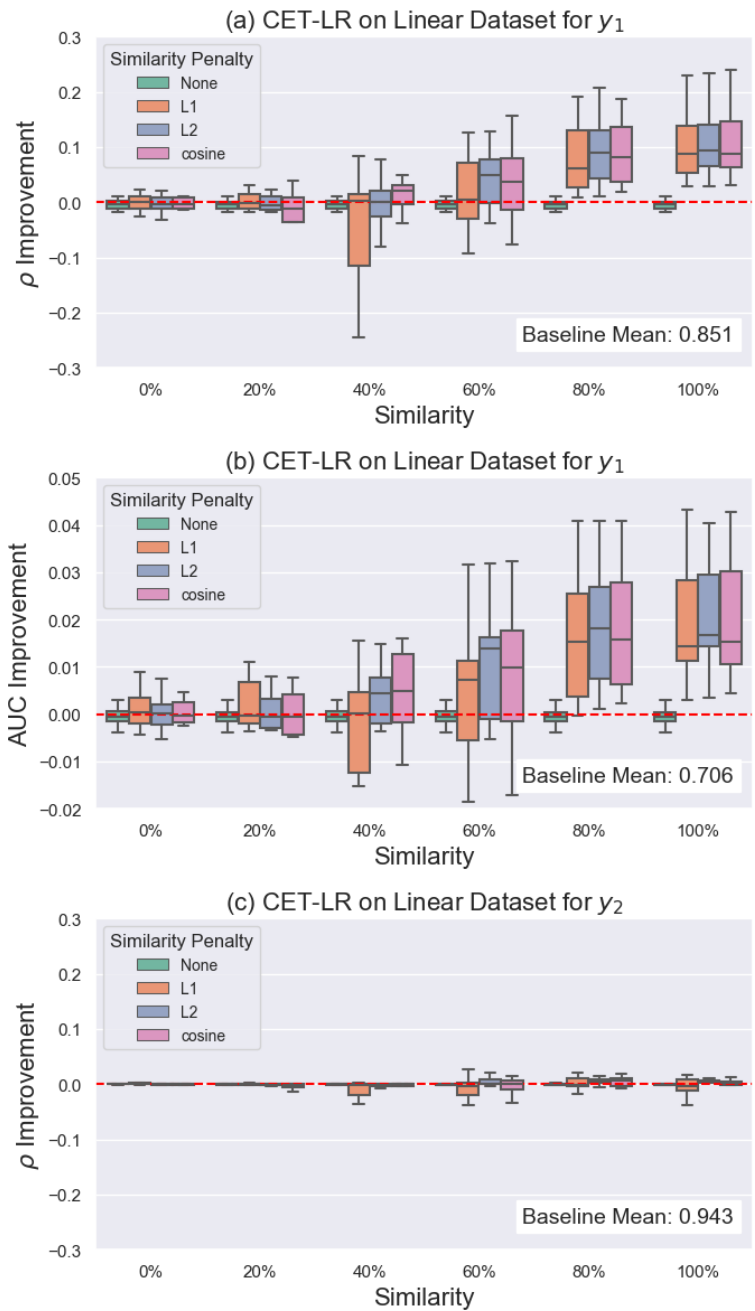 (a) CET-LR on Linear Dataset for y₁
0.3
0.2
0.1
0.0
−0.1
−0.2
−0.3
ρ Improvement
Similarity Penalty
None
L1
L2
cosine
Baseline Mean: 0.851
0% 20% 40% 60% 80% 100%
Similarity
(b) CET-LR on Linear Dataset for y₁
0.05
0.04
0.03
0.02
0.01
0.00
−0.01
−0.02
AUC Improvement
Similarity Penalty
None
L1
L2
cosine
Baseline Mean: 0.706
0% 20% 40% 60% 80% 100%
Similarity
(c) CET-LR on Linear Dataset for y₂
0.3
0.2
0.1
0.0
−0.1
−0.2
−0.3
ρ Improvement
Similarity Penalty
None
L1
L2
cosine
Baseline Mean: 0.943
0% 20% 40% 60% 80% 100%
Similarity